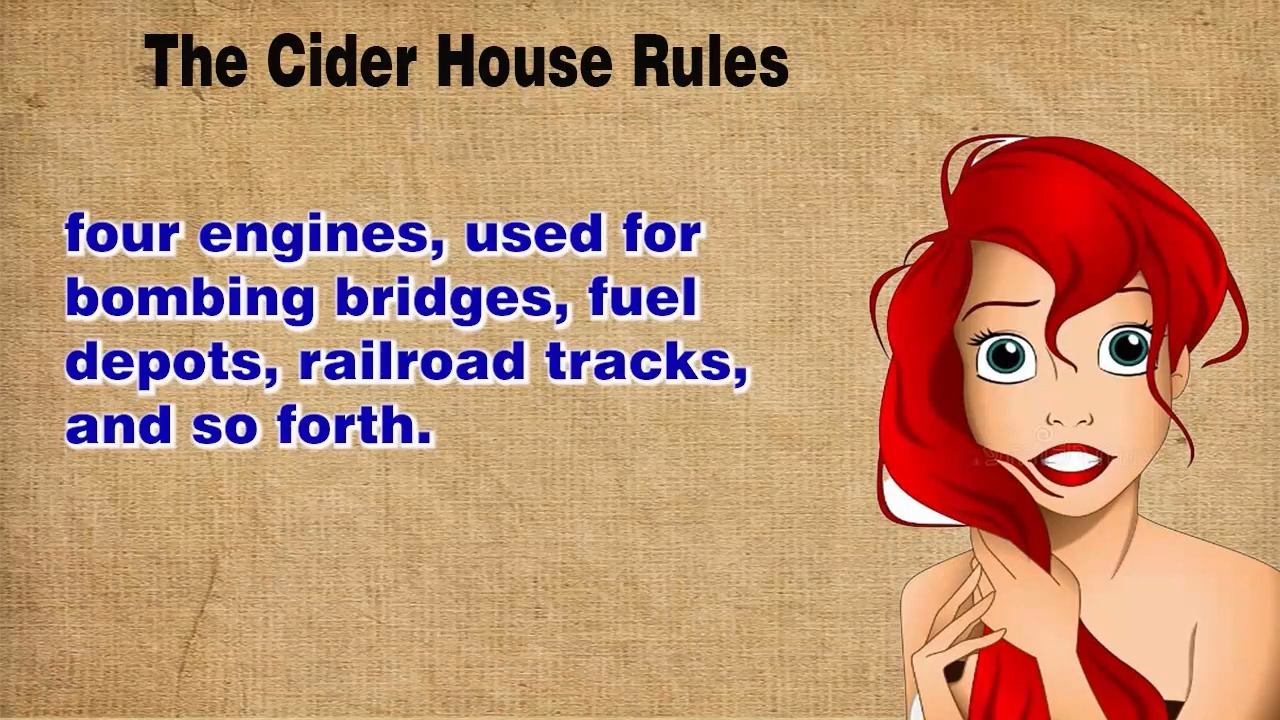 The Cider House Rules
four engines, used for
bombing bridges, fuel
depots, railroad tracks,
and so forth.